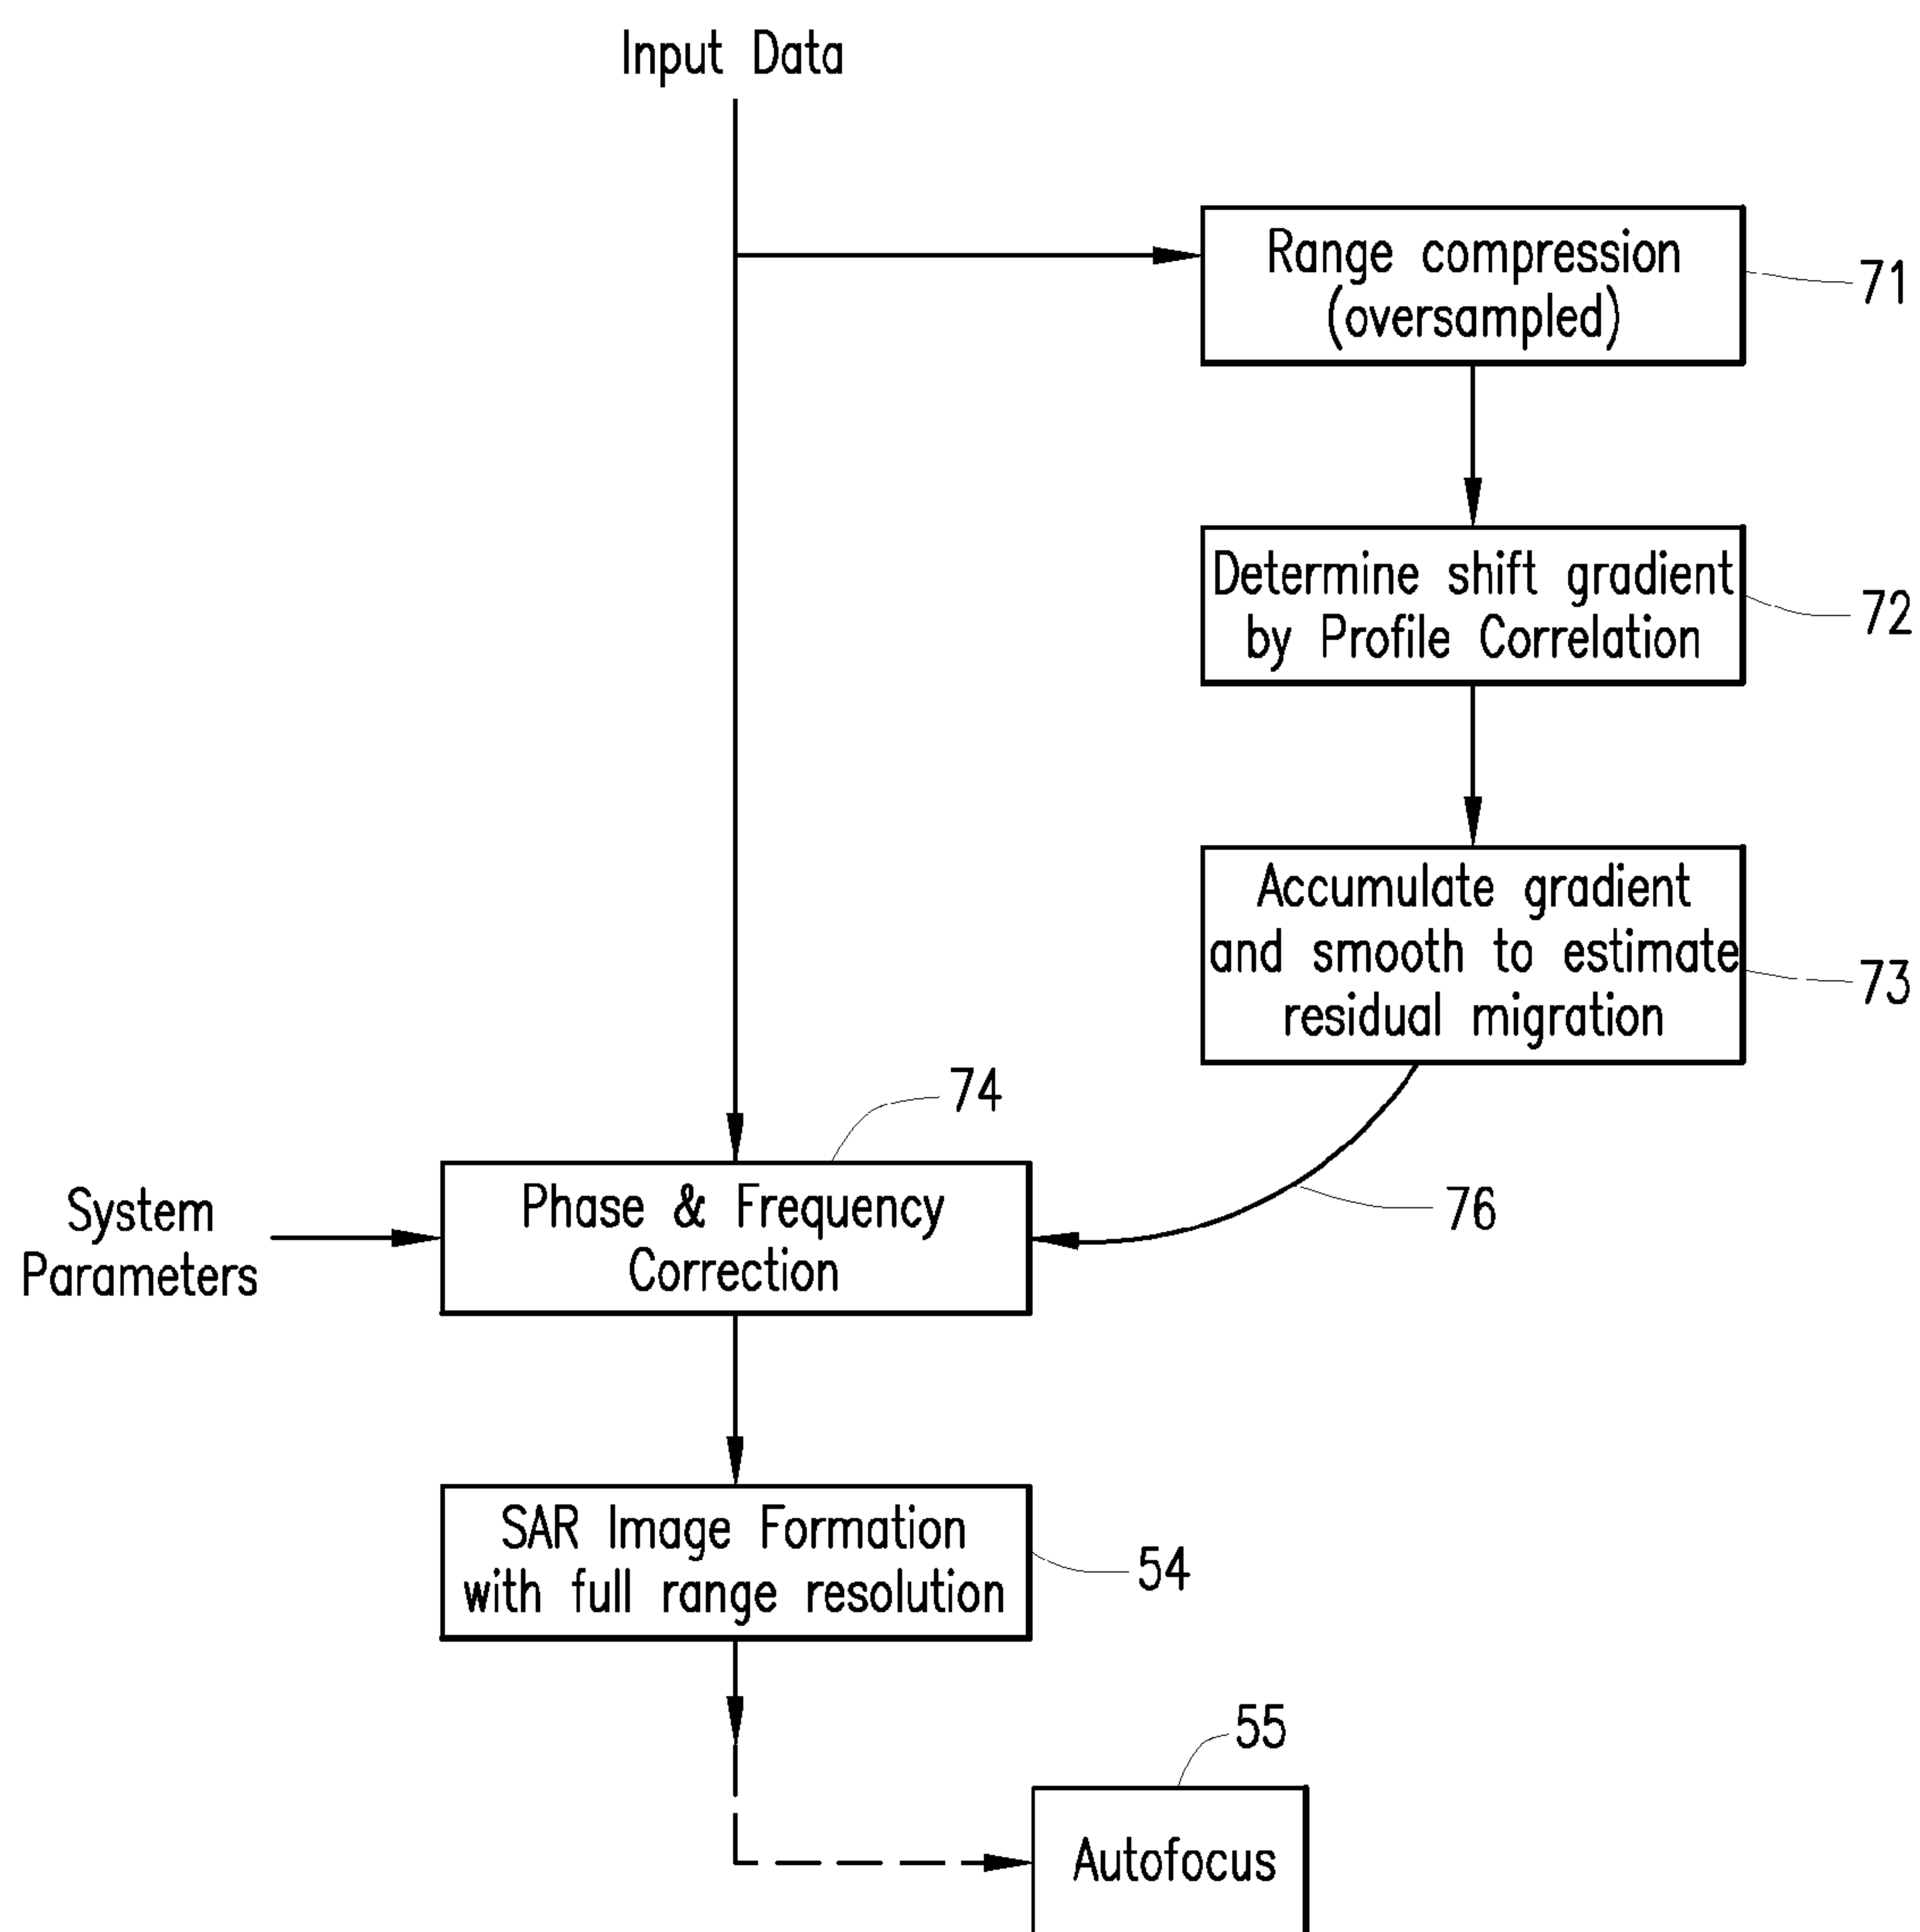 Input Data
Range compression
(oversampled)
71
Determine shift gradient
by Profile Correlation
72
Accumulate gradient
and smooth to estimate
residual migration
73
74
System
Parameters
Phase & Frequency
Correction
76
SAR Image Formation
with full range resolution
54
55
Autofocus